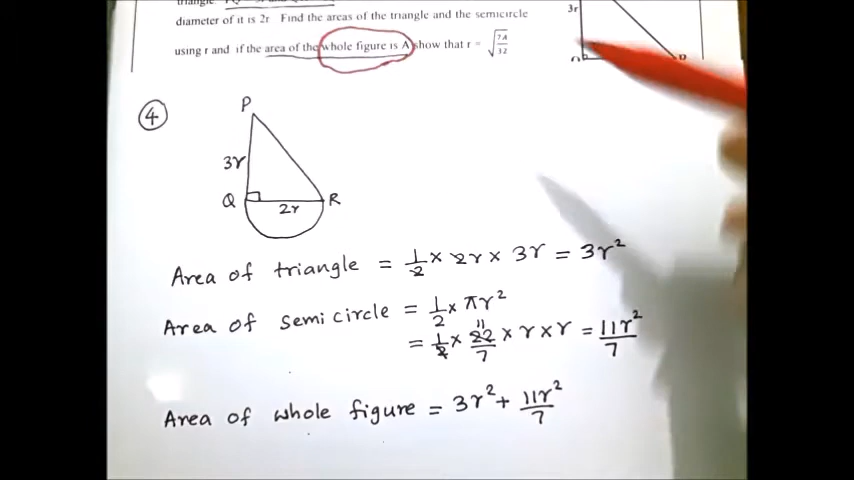 diameter of it is 2r Find the areas of the triangle and the semicircle
using r and if the area of the whole figure is A show that r = √(7A/32)
3r
R
4
P
3r
Q
R
2r
Area of triangle = 1/2 × 2r × 3r = 3r²
Area of semicircle = 1/2 × πr²
= 1/2 × 22/7 11 × r × r = 11r²/7
Area of whole figure = 3r² + 11r²/7